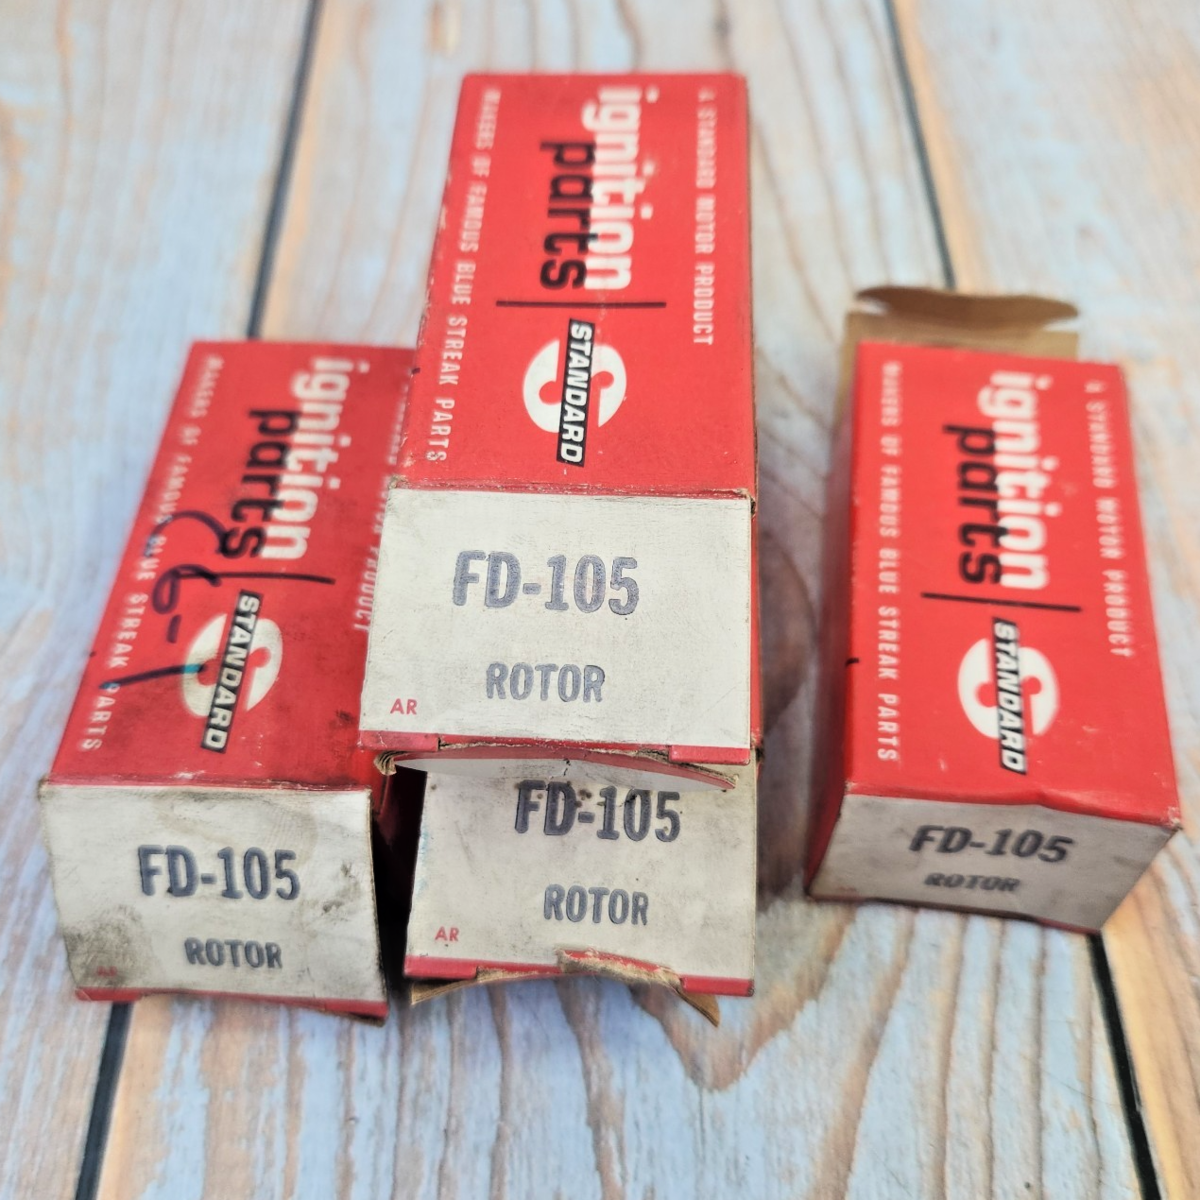 A STANDARD MOTOR PRODUCT
ignition
parts
STANDARD
MAKERS OF FAMOUS BLUE STREAK PARTS
FD-105
ROTOR
AR
PRODUCT
ignition
parts
STANDARD
MAKERS OF FAMOUS BLUE STREAK PARTS
FD-105
ROTOR
AR
FD-105
ROTOR
AR
A STANDARD MOTOR PRODUCT
ignition
parts
STANDARD
MAKERS OF FAMOUS BLUE STREAK PARTS
FD-105
ROTOR